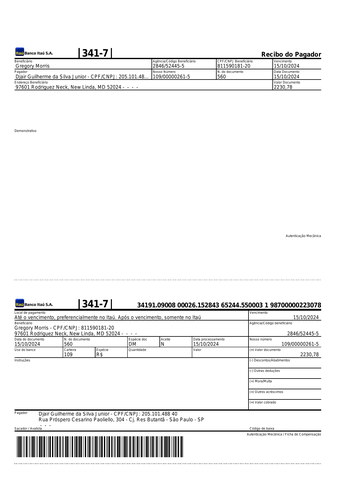 Itaú Banco Itaú S.A. 341-7 Recibo do Pagador
Beneficiário Agência/Código Beneficiário CPF/CNPJ Beneficiário Vencimento
Gregory Morris 2846/52445-5 811590181-20 15/10/2024
Pagador Nosso Número N. do documento Data Documento
Djair Guilherme da Silva Junior - CPF/CNPJ: 205.101.48... 109/00000261-5 560 15/10/2024
Endereço Beneficiário Valor Documento
97601 Rodriguez Neck, New Linda, MD 52024 - - - - 2230,78
Demonstrativo
Autenticação Mecânica
Itaú Banco Itaú S.A. 341-7 34191.09008 00026.152843 65244.550003 1 98700000223078
Local de pagamento Vencimento
Até o vencimento, preferencialmente no Itaú. Após o vencimento, somente no Itaú 15/10/2024
Beneficiário Agência/Código beneficiário
Gregory Morris - CPF/CNPJ: 811590181-20
97601 Rodriguez Neck, New Linda, MD 52024 - - - - 2846/52445-5
Data do documento N. do documento Espécie doc Aceite Data processamento Nosso número
15/10/2024 560 DM N 15/10/2024 109/00000261-5
Uso do banco Carteira Espécie Quantidade Valor (=) Valor documento
109 R$ 2230,78
Instruções (-) Descontos/Abatimentos
(-) Outras deduções
(+) Mora/Multa
(+) Outros acréscimos
(=) Valor cobrado
Pagador Djair Guilherme da Silva Junior - CPF/CNPJ: 205.101.488 40
Rua Próspero Cesarino Paoliello, 304 - Cj. Res Butantã - São Paulo - SP
- - -
Sacador / Avalista Código de baixa
Autenticação Mecânica / Ficha de Compensação